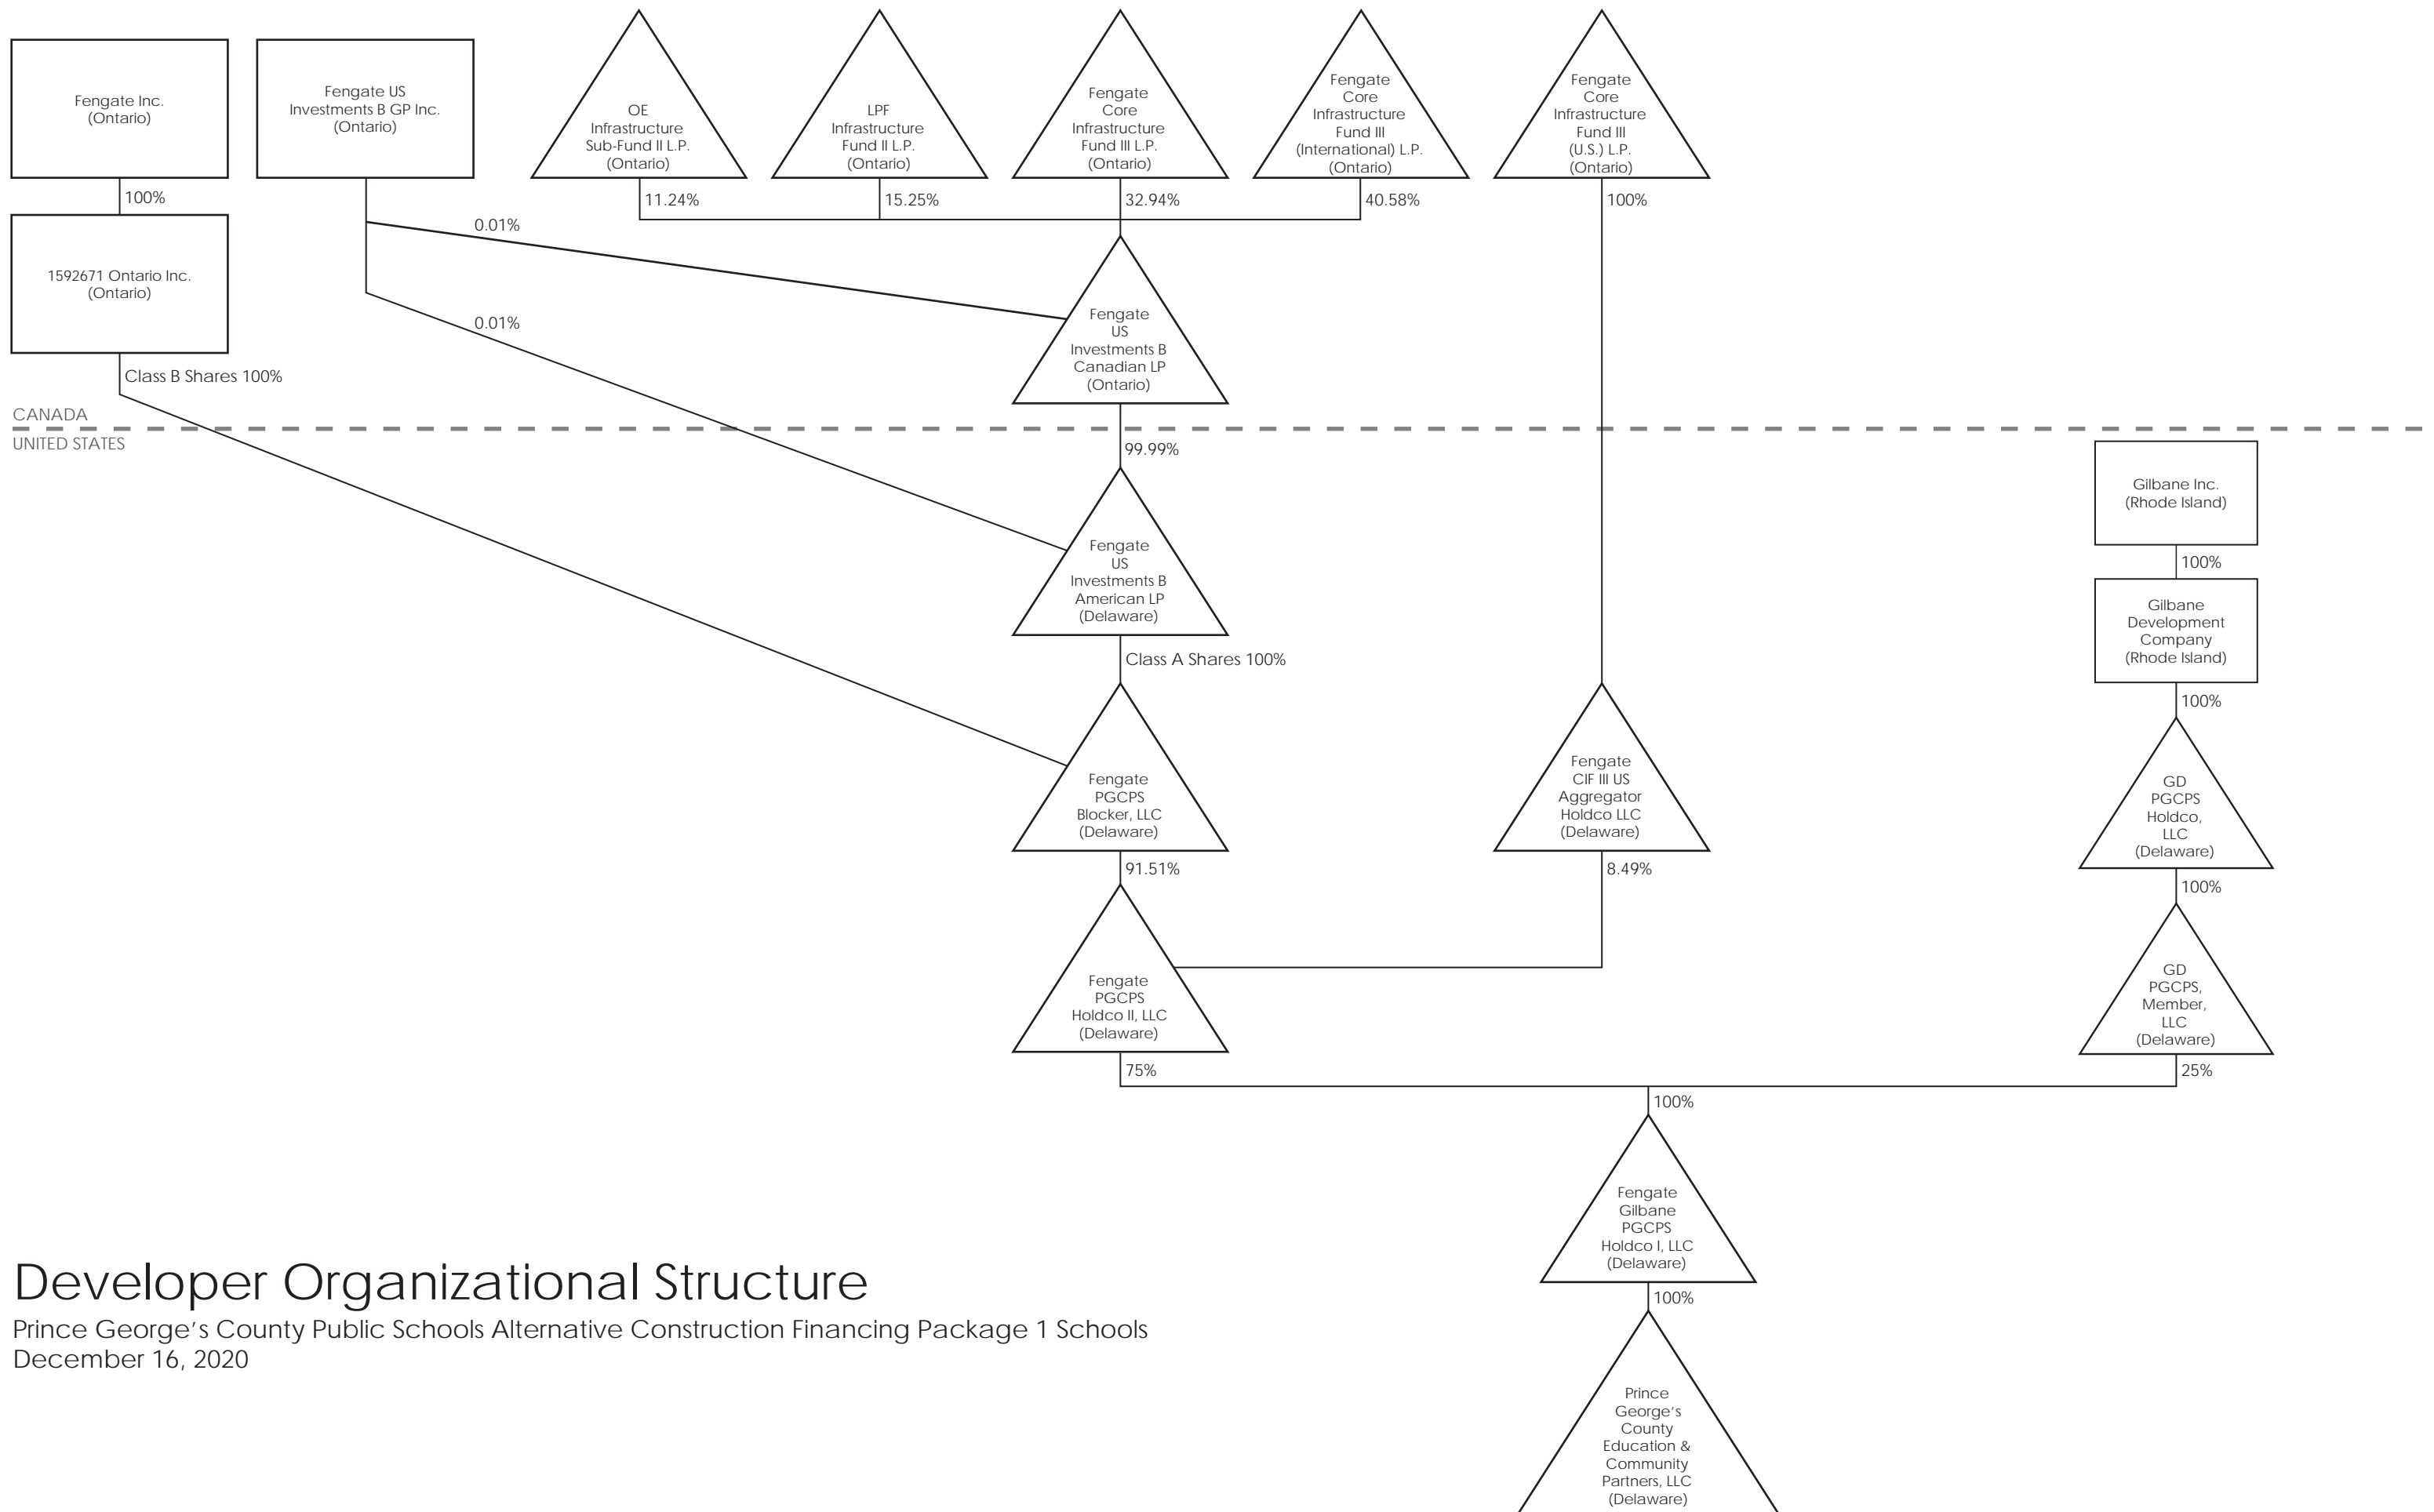 Fengate Inc.
(Ontario)
Fengate US
Investments B GP Inc.
(Ontario)
OE
Infrastructure
Sub-Fund II L.P.
(Ontario)
LPF
Infrastructure
Fund II L.P.
(Ontario)
Fengate
Core
Infrastructure
Fund III L.P.
(Ontario)
Fengate
Core
Infrastructure
Fund III
(International) L.P.
(Ontario)
Fengate
Core
Infrastructure
Fund III
(U.S.) L.P.
(Ontario)
100%
11.24%
15.25%
32.94%
40.58%
100%
0.01%
1592671 Ontario Inc.
(Ontario)
0.01%
Fengate
US
Investments B
Canadian LP
(Ontario)
Class B Shares 100%
CANADA
UNITED STATES
99.99%
Gilbane Inc.
(Rhode Island)
100%
Fengate
US
Investments B
American LP
(Delaware)
Gilbane
Development
Company
(Rhode Island)
Class A Shares 100%
100%
Fengate
PGCPS
Blocker, LLC
(Delaware)
Fengate
CIF III US
Aggregator
Holdco LLC
(Delaware)
GD
PGCPS
Holdco,
LLC
(Delaware)
91.51%
8.49%
100%
Fengate
PGCPS
Holdco II, LLC
(Delaware)
GD
PGCPS,
Member,
LLC
(Delaware)
75%
25%
100%
Fengate
Gilbane
PGCPS
Holdco I, LLC
(Delaware)
100%
Developer Organizational Structure
Prince George's County Public Schools Alternative Construction Financing Package 1 Schools
December 16, 2020
Prince
George's
County
Education &
Community
Partners, LLC
(Delaware)